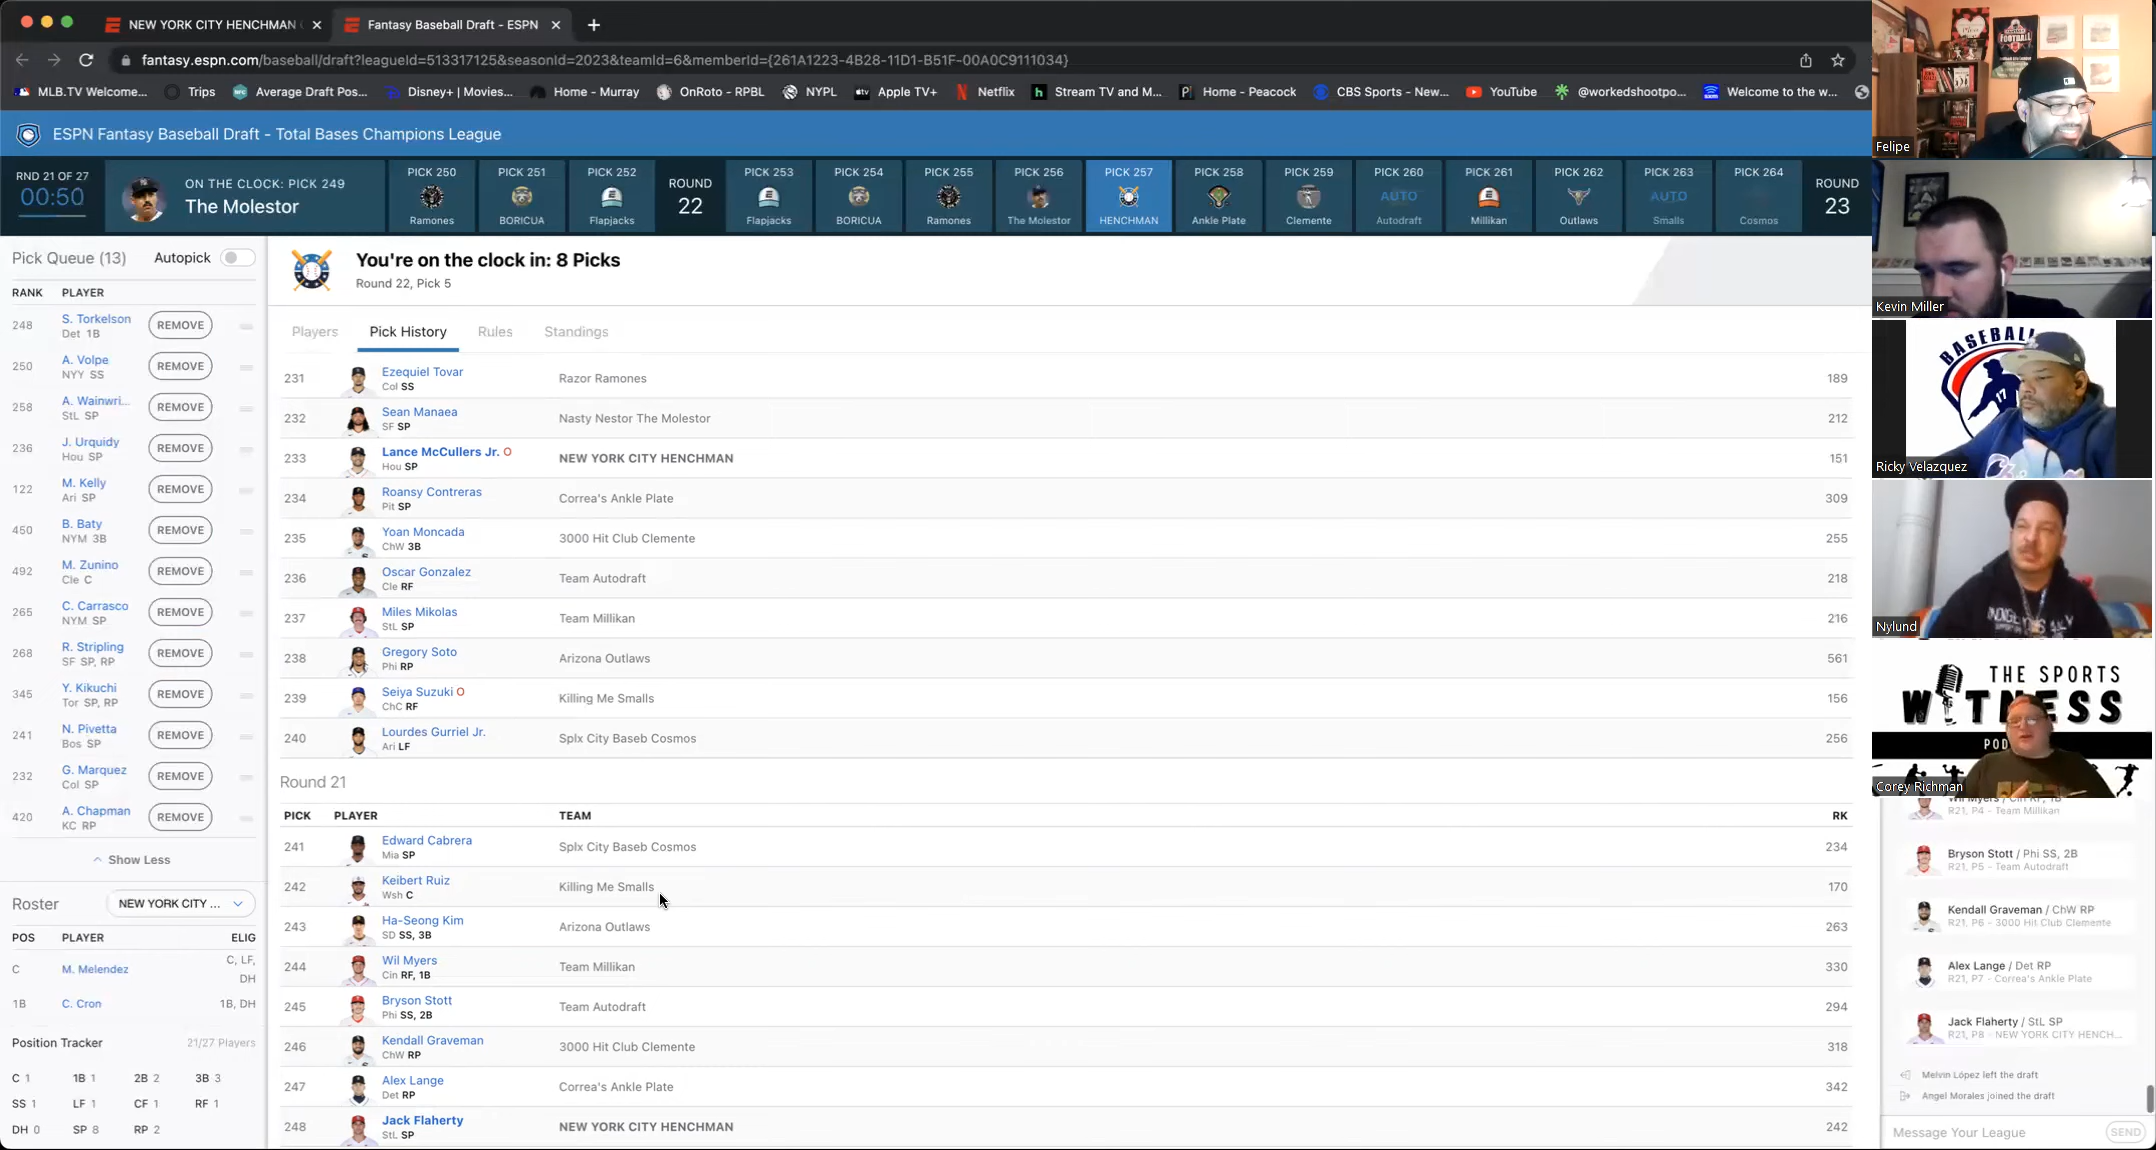 NEW YORK CITY HENCHMAN
Fantasy Baseball Draft - ESPN
fantasy.espn.com/baseball/draft?leagueId=513317125&seasonId=2023&teamId=6&memberId={261A1223-4B28-11D1-B51F-00A0C9111034}
MLB.TV Welcome... Trips Average Draft Pos... Disney+ | Movies... Home - Murray OnRoto - RPBL NYPL Apple TV+ Netflix Stream TV and M... Home - Peacock CBS Sports - New... YouTube @workedshootpo... Welcome to the w...
ESPN Fantasy Baseball Draft - Total Bases Champions League
RND 21 OF 27
00:50
ON THE CLOCK: PICK 249
The Molestor
PICK 250
Ramones
PICK 251
BORICUA
PICK 252
Flapjacks
ROUND
22
PICK 253
Flapjacks
PICK 254
BORICUA
PICK 255
Ramones
PICK 256
The Molestor
PICK 257
HENCHMAN
PICK 258
Ankle Plate
PICK 259
Clemente
PICK 260
AUTO
Autodraft
PICK 261
Millikan
PICK 262
Outlaws
PICK 263
AUTO
Smalls
PICK 264
Cosmos
ROUND
23
Pick Queue (13) Autopick
RANK PLAYER
248 S. Torkelson REMOVE
Det 1B
250 A. Volpe REMOVE
NYY SS
258 A. Wainwri... REMOVE
StL SP
236 J. Urquidy REMOVE
Hou SP
122 M. Kelly REMOVE
Ari SP
450 B. Baty REMOVE
NYM 3B
492 M. Zunino REMOVE
Cle C
265 C. Carrasco REMOVE
NYM SP
268 R. Stripling REMOVE
SF SP, RP
345 Y. Kikuchi REMOVE
Tor SP, RP
241 N. Pivetta REMOVE
Bos SP
232 G. Marquez REMOVE
Col SP
420 A. Chapman REMOVE
KC RP
Show Less
Roster NEW YORK CITY ...
POS PLAYER ELIG
C M. Melendez C, LF,
DH
1B C. Cron 1B, DH
Position Tracker 21/27 Players
C 1 1B 1 2B 2 3B 3
SS 1 LF 1 CF 1 RF 1
DH 0 SP 8 RP 2
You're on the clock in: 8 Picks
Round 22, Pick 5
Players Pick History Rules Standings
231 Ezequiel Tovar Razor Ramones 189
Col SS
232 Sean Manaea Nasty Nestor The Molestor 212
SF SP
233 Lance McCullers Jr. O NEW YORK CITY HENCHMAN 151
Hou SP
234 Roansy Contreras Correa's Ankle Plate 309
Pit SP
235 Yoan Moncada 3000 Hit Club Clemente 255
ChW 3B
236 Oscar Gonzalez Team Autodraft 218
Cle RF
237 Miles Mikolas Team Millikan 216
StL SP
238 Gregory Soto Arizona Outlaws 561
Phi RP
239 Seiya Suzuki O Killing Me Smalls 156
ChC RF
240 Lourdes Gurriel Jr. Splx City Baseb Cosmos 256
Ari LF
Round 21
PICK PLAYER TEAM RK
241 Edward Cabrera Splx City Baseb Cosmos 234
Mia SP
242 Keibert Ruiz Killing Me Smalls 170
Wsh C
243 Ha-Seong Kim Arizona Outlaws 263
SD SS, 3B
244 Wil Myers Team Millikan 330
Cin RF, 1B
245 Bryson Stott Team Autodraft 294
Phi SS, 2B
246 Kendall Graveman 3000 Hit Club Clemente 318
ChW RP
247 Alex Lange Correa's Ankle Plate 342
Det RP
248 Jack Flaherty NEW YORK CITY HENCHMAN 242
StL SP
Felipe
Kevin Miller
BASEBALL
17
Ricky Velazquez
Nylund
THE SPORTS
WITNESS
POD
Corey Richman
Wil Myers / Cin RF, 1B
R21, P4 - Team Millikan
Bryson Stott / Phi SS, 2B
R21, P5 - Team Autodraft
Kendall Graveman / ChW RP
R21, P6 - 3000 Hit Club Clemente
Alex Lange / Det RP
R21, P7 - Correa's Ankle Plate
Jack Flaherty / StL SP
R21, P8 - NEW YORK CITY HENCH...
Melvin López left the draft
Angel Morales joined the draft
Message Your League SEND